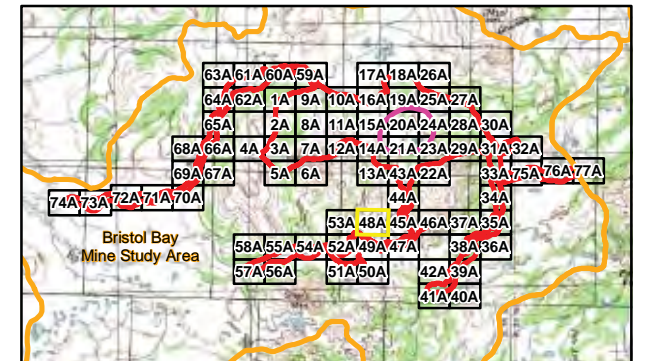 63A 61A 60A 59A 17A 18A 26A
64A 62A 1A 9A 10A 16A 19A 25A 27A
65A 2A 8A 11A 15A 20A 24A 28A 30A
68A 66A 4A 3A 7A 12A 14A 21A 23A 29A 31A 32A
69A 67A 5A 6A 13A 43A 22A 33A 75A 76A 77A
74A 73A 72A 71A 70A 44A 34A
53A 48A 45A 46A 37A 35A
Bristol Bay
Mine Study Area
58A 55A 54A 52A 49A 47A 38A 36A
57A 56A 51A 50A 42A 39A
41A 40A